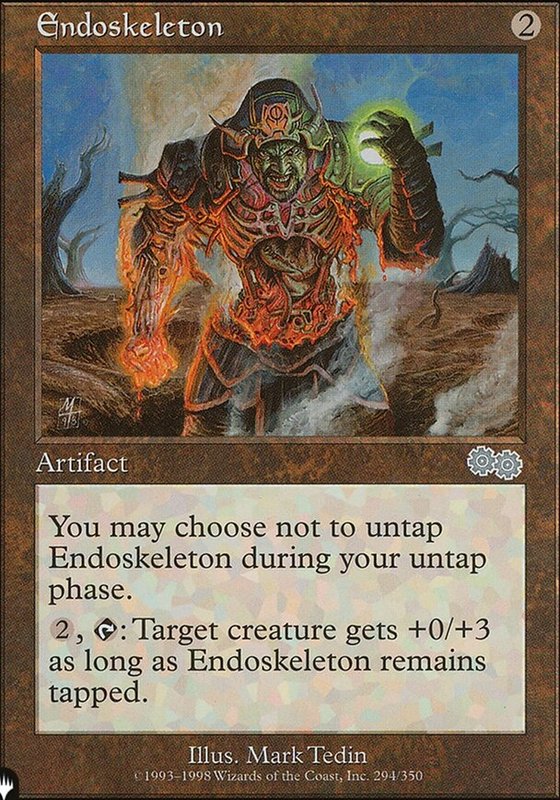 Endoskeleton 2
Artifact
You may choose not to untap
Endoskeleton during your untap
phase.
2, : Target creature gets +0/+3
as long as Endoskeleton remains
tapped.
Illus. Mark Tedin
©1993–1998 Wizards of the Coast, Inc. 294/350